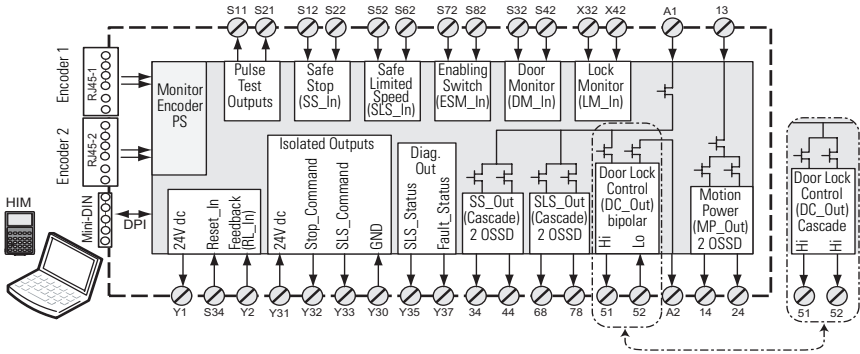 S11 S21 S12 S22 S52 S62 S72 S82 S32 S42 X32 X42 A1 13
Encoder 1
RJ45-1
Encoder 2
RJ45-2
Mini-DIN
HIM
DPI
Monitor
Encoder
PS
Pulse
Test
Outputs
Safe
Stop
(SS_In)
Safe
Limited
Speed
(SLS_In)
Enabling
Switch
(ESM_In)
Door
Monitor
(DM_In)
Lock
Monitor
(LM_In)
24V dc
Reset_In
Feedback
(RL_In)
Isolated Outputs
24V dc
Stop_Command
SLS_Command
GND
Diag.
Out
SLS_Status
Fault_Status
SS_Out
(Cascade)
2 OSSD
SLS_Out
(Cascade)
2 OSSD
Door Lock
Control
(DC_Out)
bipolar
Hi
Lo
Motion
Power
(MP_Out)
2 OSSD
Door Lock
Control
(DC_Out)
Cascade
Hi
Hi
Y1 S34 Y2 Y31 Y32 Y33 Y30 Y35 Y37 34 44 68 78 51 52 A2 14 24 51 52